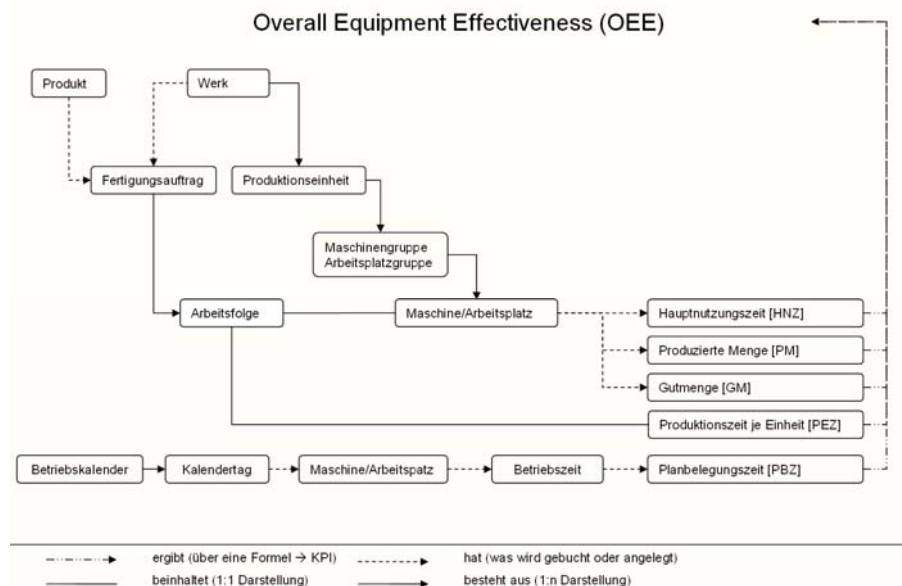 Overall Equipment Effectiveness (OEE)
Produkt
Werk
Fertigungsauftrag
Produktionseinheit
Maschinengruppe
Arbeitsplatzgruppe
Arbeitsfolge
Maschine/Arbeitsplatz
Hauptnutzungszeit [HNZ]
Produzierte Menge [PM]
Gutmenge [GM]
Produktionszeit je Einheit [PEZ]
Betriebskalender
Kalendertag
Maschine/Arbeitspatz
Betriebszeit
Planbelegungszeit [PBZ]
ergibt (über eine Formel → KPI)
hat (was wird gebucht oder angelegt)
beinhaltet (1:1 Darstellung)
besteht aus (1:n Darstellung)